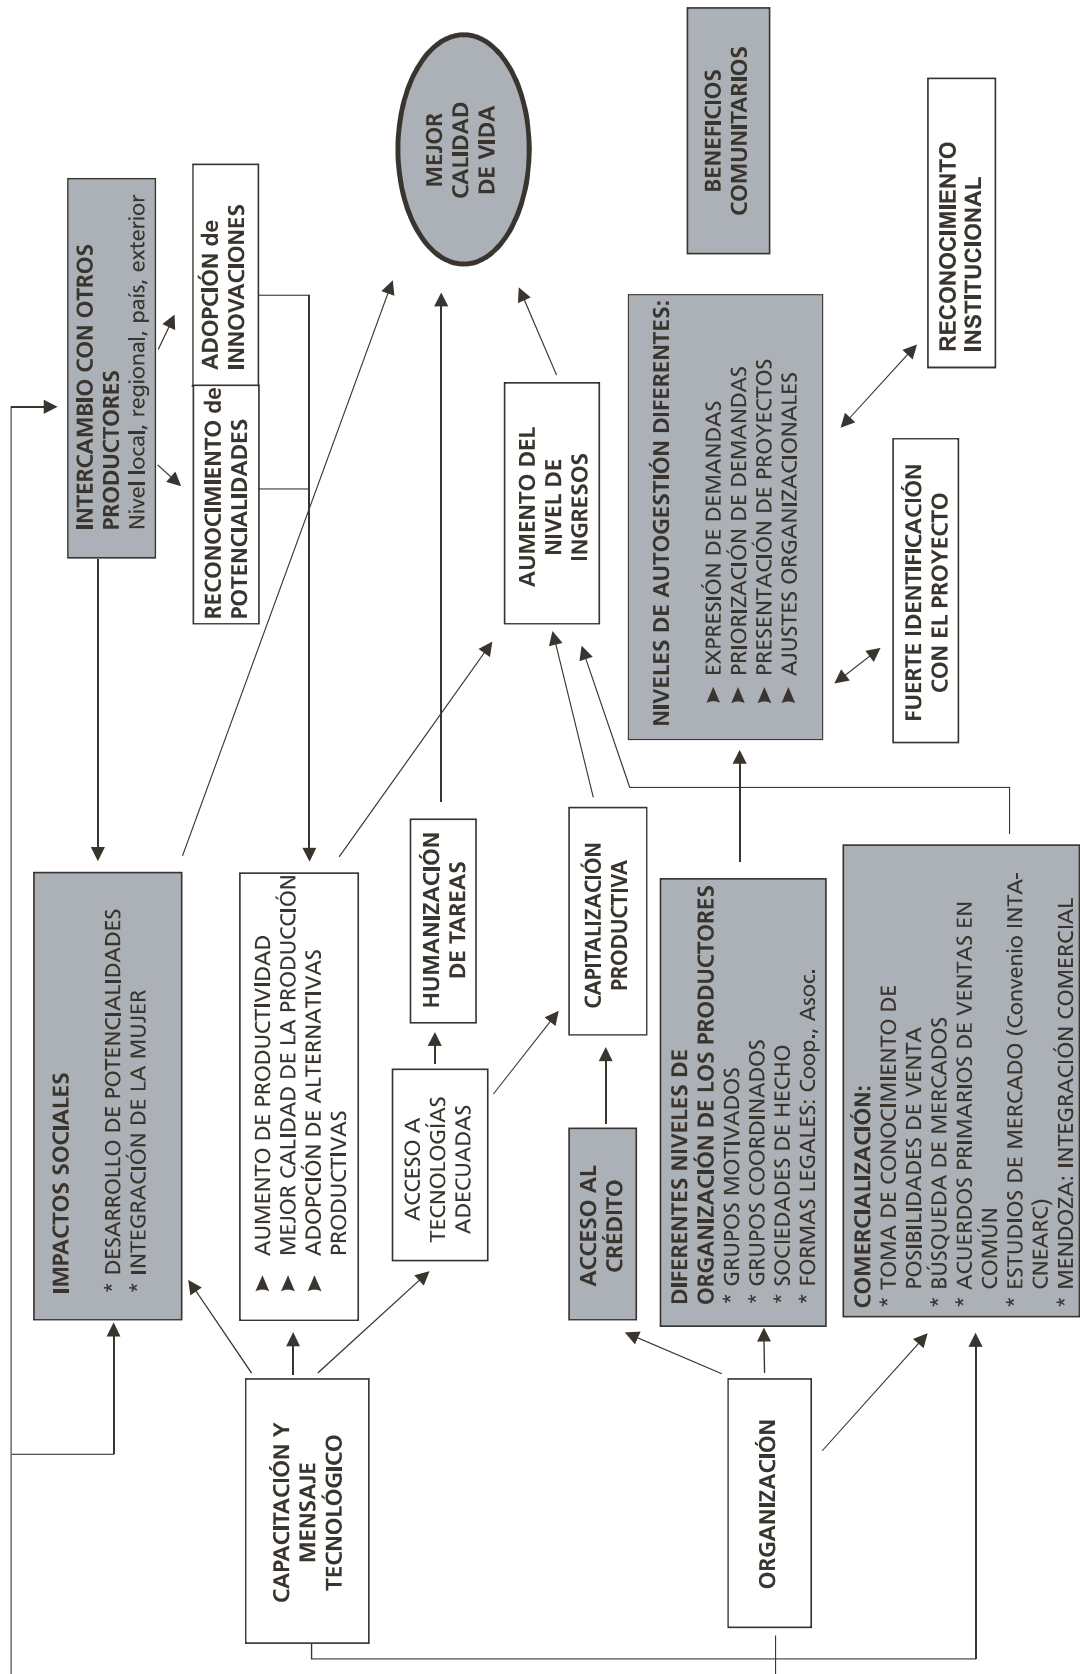 IMPACTOS SOCIALES
* DESARROLLO DE POTENCIALIDADES
* INTEGRACIÓN DE LA MUJER
INTERCAMBIO CON OTROS
PRODUCTORES
Nivel local, regional, país, exterior
RECONOCIMIENTO de
POTENCIALIDADES
ADOPCIÓN de
INNOVACIONES
CAPACITACIÓN Y
MENSAJE
TECNOLÓGICO
➤ AUMENTO DE PRODUCTIVIDAD
➤ MEJOR CALIDAD DE LA PRODUCCIÓN
➤ ADOPCIÓN DE ALTERNATIVAS
PRODUCTIVAS
ACCESO A
TECNOLOGÍAS
ADECUADAS
HUMANIZACIÓN
DE TAREAS
MEJOR
CALIDAD
DE VIDA
AUMENTO DEL
NIVEL DE
INGRESOS
ACCESO AL
CRÉDITO
CAPITALIZACIÓN
PRODUCTIVA
ORGANIZACIÓN
DIFERENTES NIVELES DE
ORGANIZACIÓN DE LOS PRODUCTORES
* GRUPOS MOTIVADOS
* GRUPOS COORDINADOS
* SOCIEDADES DE HECHO
* FORMAS LEGALES: Coop., Asoc.
NIVELES DE AUTOGESTIÓN DIFERENTES:
➤ EXPRESIÓN DE DEMANDAS
➤ PRIORIZACIÓN DE DEMANDAS
➤ PRESENTACIÓN DE PROYECTOS
➤ AJUSTES ORGANIZACIONALES
BENEFICIOS
COMUNITARIOS
COMERCIALIZACIÓN:
* TOMA DE CONOCIMIENTO DE
POSIBILIDADES DE VENTA
* BÚSQUEDA DE MERCADOS
* ACUERDOS PRIMARIOS DE VENTAS EN
COMÚN
* ESTUDIOS DE MERCADO (Convenio INTA-
CNEARC)
* MENDOZA: INTEGRACIÓN COMERCIAL
FUERTE IDENTIFICACIÓN
CON EL PROYECTO
RECONOCIMIENTO
INSTITUCIONAL